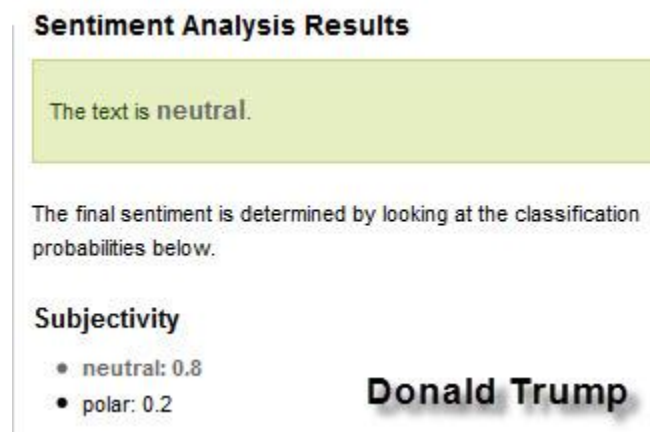 Sentiment Analysis Results
The text is neutral.
The final sentiment is determined by looking at the classification
probabilities below.
Subjectivity
• neutral: 0.8
• polar: 0.2
Donald Trump